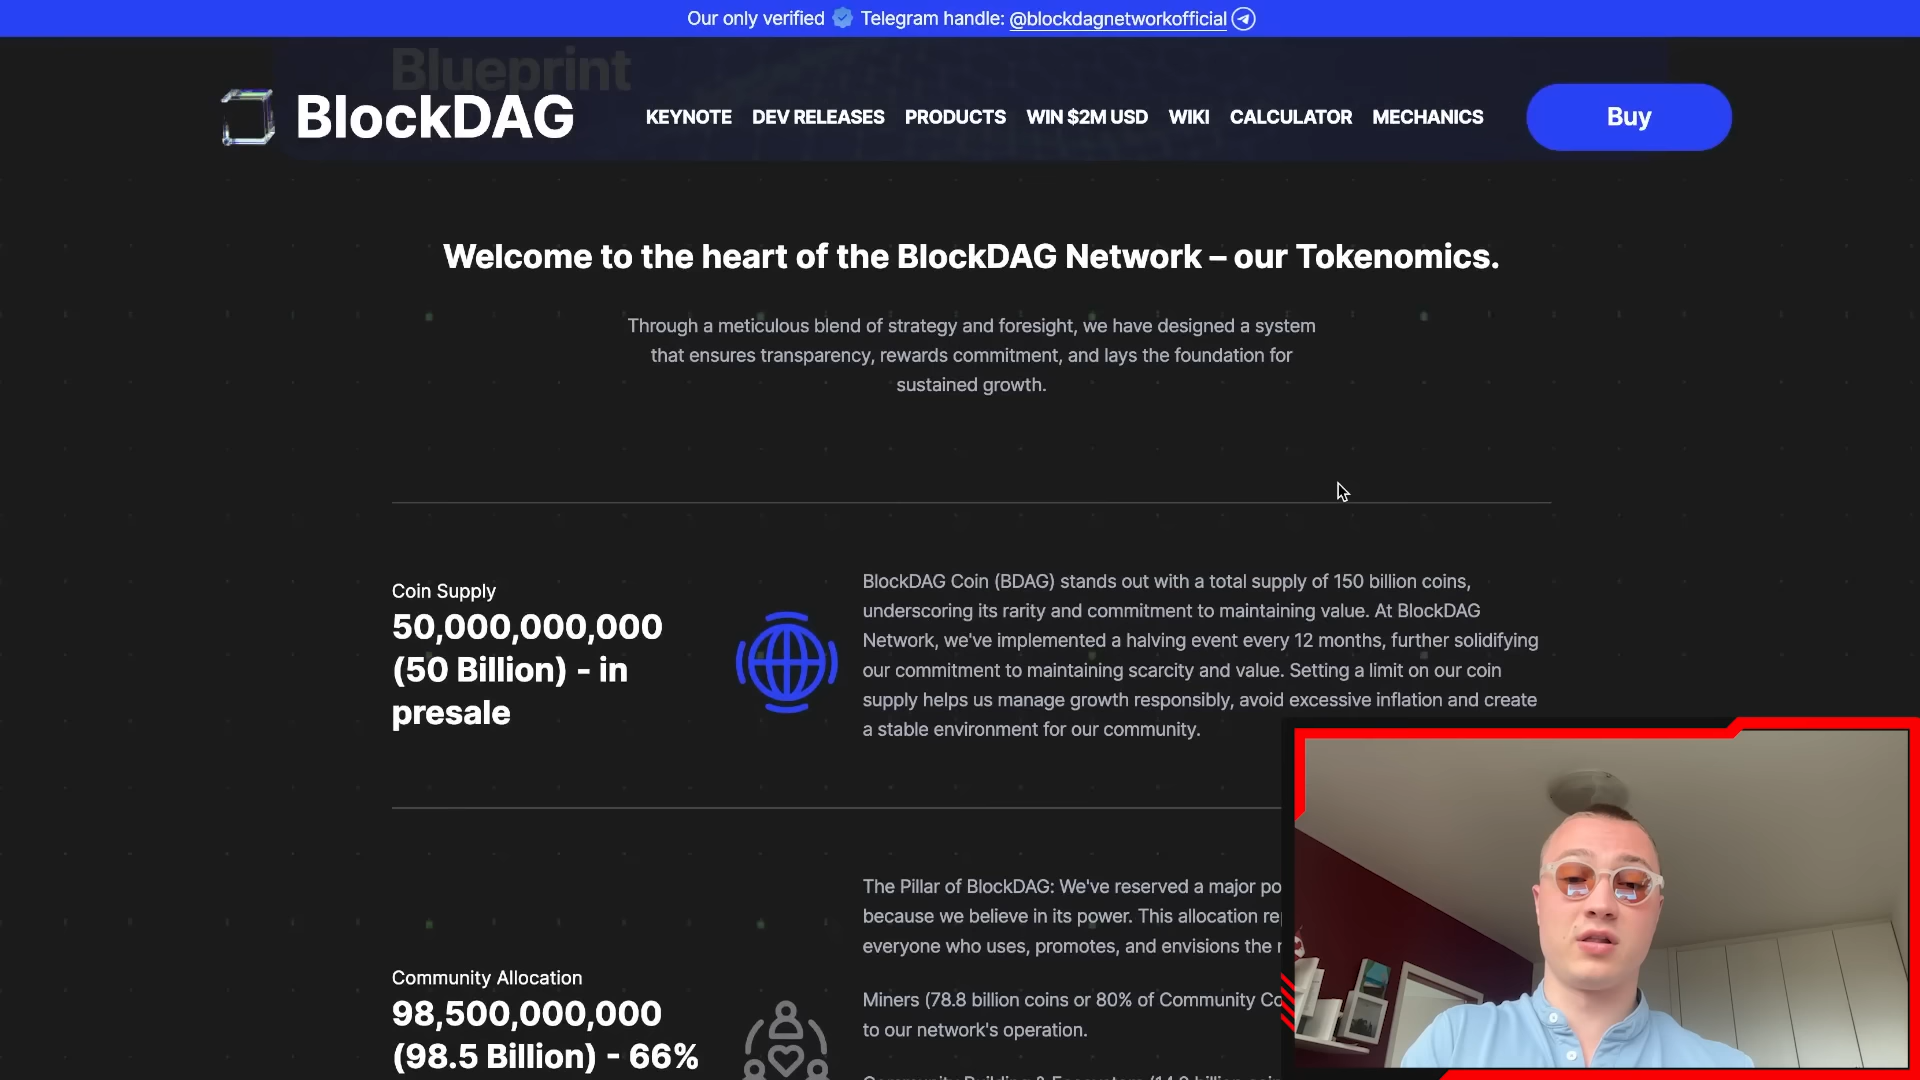 Our only verified Telegram handle: @blockdagnetworkofficial
Blueprint
BlockDAG
KEYNOTE DEV RELEASES PRODUCTS WIN $2M USD WIKI CALCULATOR MECHANICS
Buy
Welcome to the heart of the BlockDAG Network – our Tokenomics.
Through a meticulous blend of strategy and foresight, we have designed a system
that ensures transparency, rewards commitment, and lays the foundation for
sustained growth.
Coin Supply
50,000,000,000
(50 Billion) - in
presale
BlockDAG Coin (BDAG) stands out with a total supply of 150 billion coins,
underscoring its rarity and commitment to maintaining value. At BlockDAG
Network, we've implemented a halving event every 12 months, further solidifying
our commitment to maintaining scarcity and value. Setting a limit on our coin
supply helps us manage growth responsibly, avoid excessive inflation and create
a stable environment for our community.
Community Allocation
98,500,000,000
(98.5 Billion) - 66%
The Pillar of BlockDAG: We've reserved a major po
because we believe in its power. This allocation re
everyone who uses, promotes, and envisions the
Miners (78.8 billion coins or 80% of Community Co
to our network's operation.